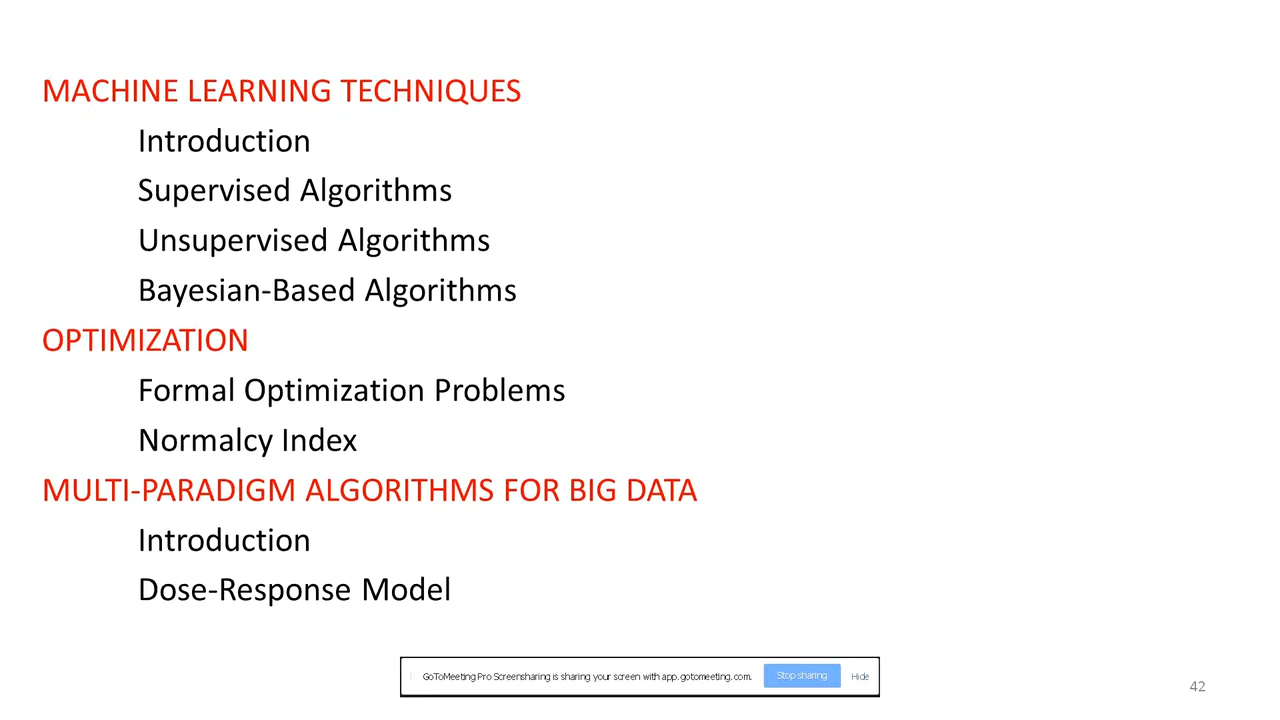 MACHINE LEARNING TECHNIQUES
Introduction
Supervised Algorithms
Unsupervised Algorithms
Bayesian-Based Algorithms
OPTIMIZATION
Formal Optimization Problems
Normalcy Index
MULTI-PARADIGM ALGORITHMS FOR BIG DATA
Introduction
Dose-Response Model
GoToMeeting Pro Screensharing is sharing your screen with app.gotomeeting.com. Stop sharing Hide
42